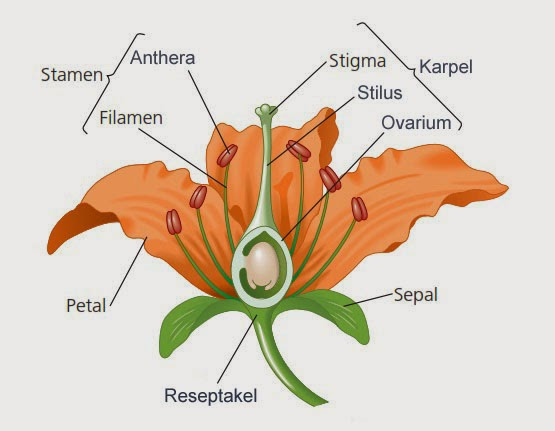 Stamen
Anthera
Filamen
Stigma
Stilus
Ovarium
Karpel
Petal
Sepal
Reseptakel